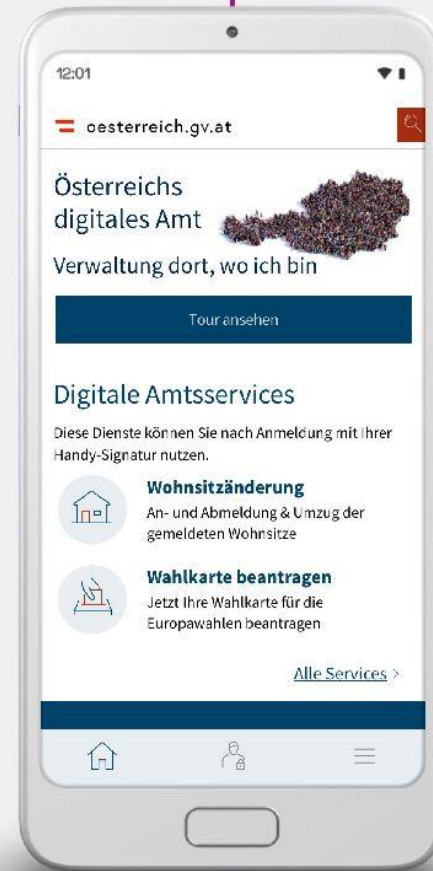 12:01
oesterreich.gv.at
Österreichs
digitales Amt
Verwaltung dort, wo ich bin
Tour ansehen
Digitale Amtsservices
Diese Dienste können Sie nach Anmeldung mit Ihrer
Handy-Signatur nutzen.
Wohnsitzänderung
An- und Abmeldung & Umzug der
gemeldeten Wohnsitze
Wahlkarte beantragen
Jetzt Ihre Wahlkarte für die
Europawahlen beantragen
Alle Services >